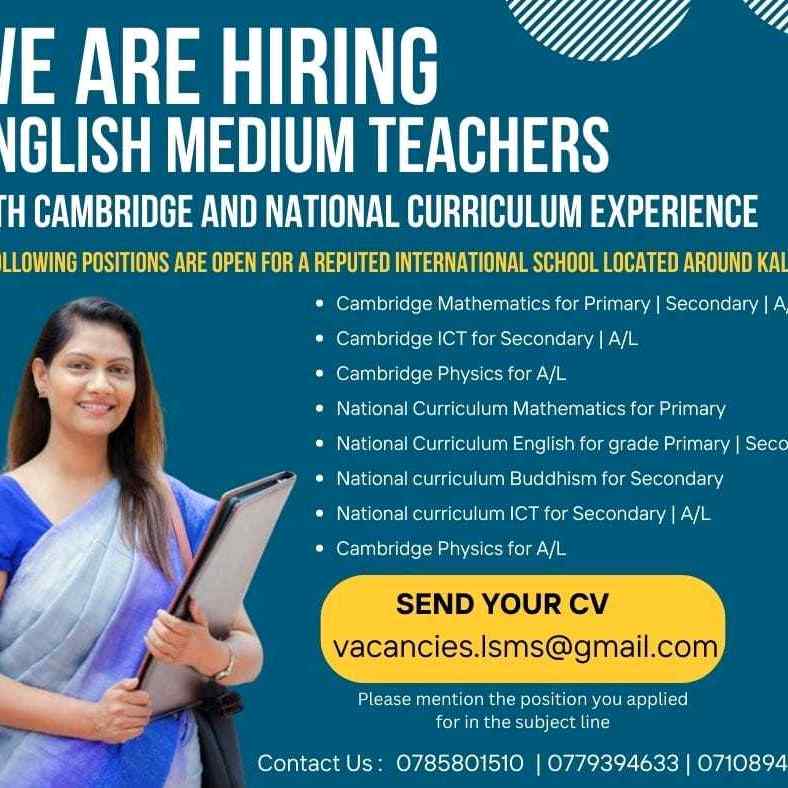 WE ARE HIRING
ENGLISH MEDIUM TEACHERS
TH CAMBRIDGE AND NATIONAL CURRICULUM EXPERIENCE
OLLOWING POSITIONS ARE OPEN FOR A REPUTED INTERNATIONAL SCHOOL LOCATED AROUND KAL
• Cambridge Mathematics for Primary | Secondary | A/
• Cambridge ICT for Secondary | A/L
• Cambridge Physics for A/L
• National Curriculum Mathematics for Primary
• National Curriculum English for grade Primary | Seco
• National curriculum Buddhism for Secondary
• National curriculum ICT for Secondary | A/L
• Cambridge Physics for A/L
SEND YOUR CV
vacancies.lsms@gmail.com
Please mention the position you applied
for in the subject line
Contact Us : 0785801510 | 0779394633 | 0710894